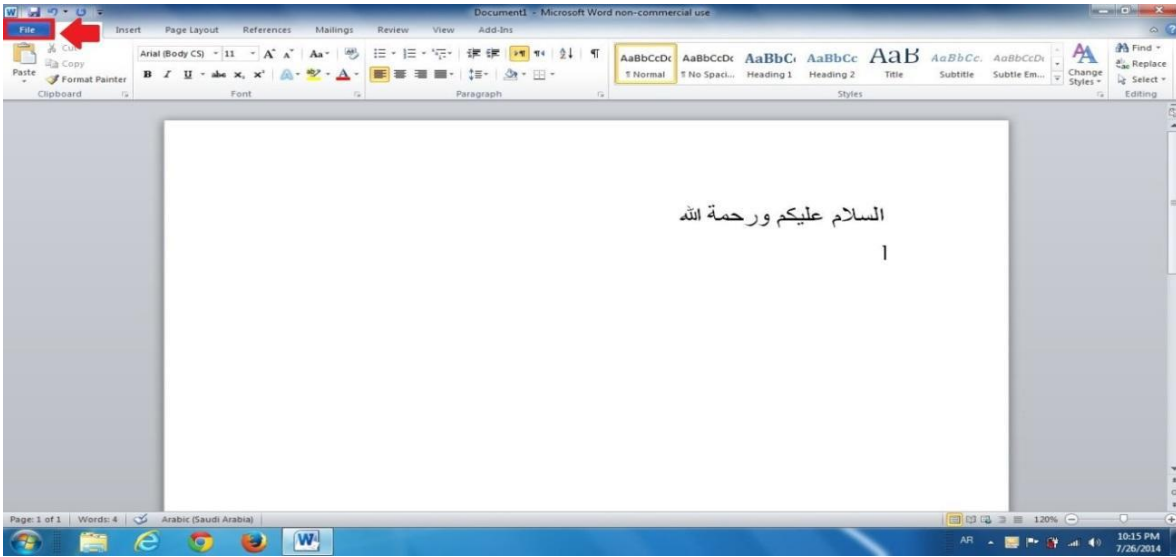 Document1 - Microsoft Word non-commercial use
File Insert Page Layout References Mailings Review View Add-Ins
Cut
Copy
Format Painter
Paste
Clipboard
Arial (Body CS) 11
Font
Paragraph
AaBbCcDc AaBbCcDc AaBbC AaBbCc AaB AaBbCc. AaBbCcDc
¶ Normal ¶ No Spaci... Heading 1 Heading 2 Title Subtitle Subtle Em...
Change Styles
Styles
Find
Replace
Select
Editing
السلام عليكم ورحمة الله
Page: 1 of 1 Words: 4 Arabic (Saudi Arabia) 120%
AR 10:15 PM
7/26/2014